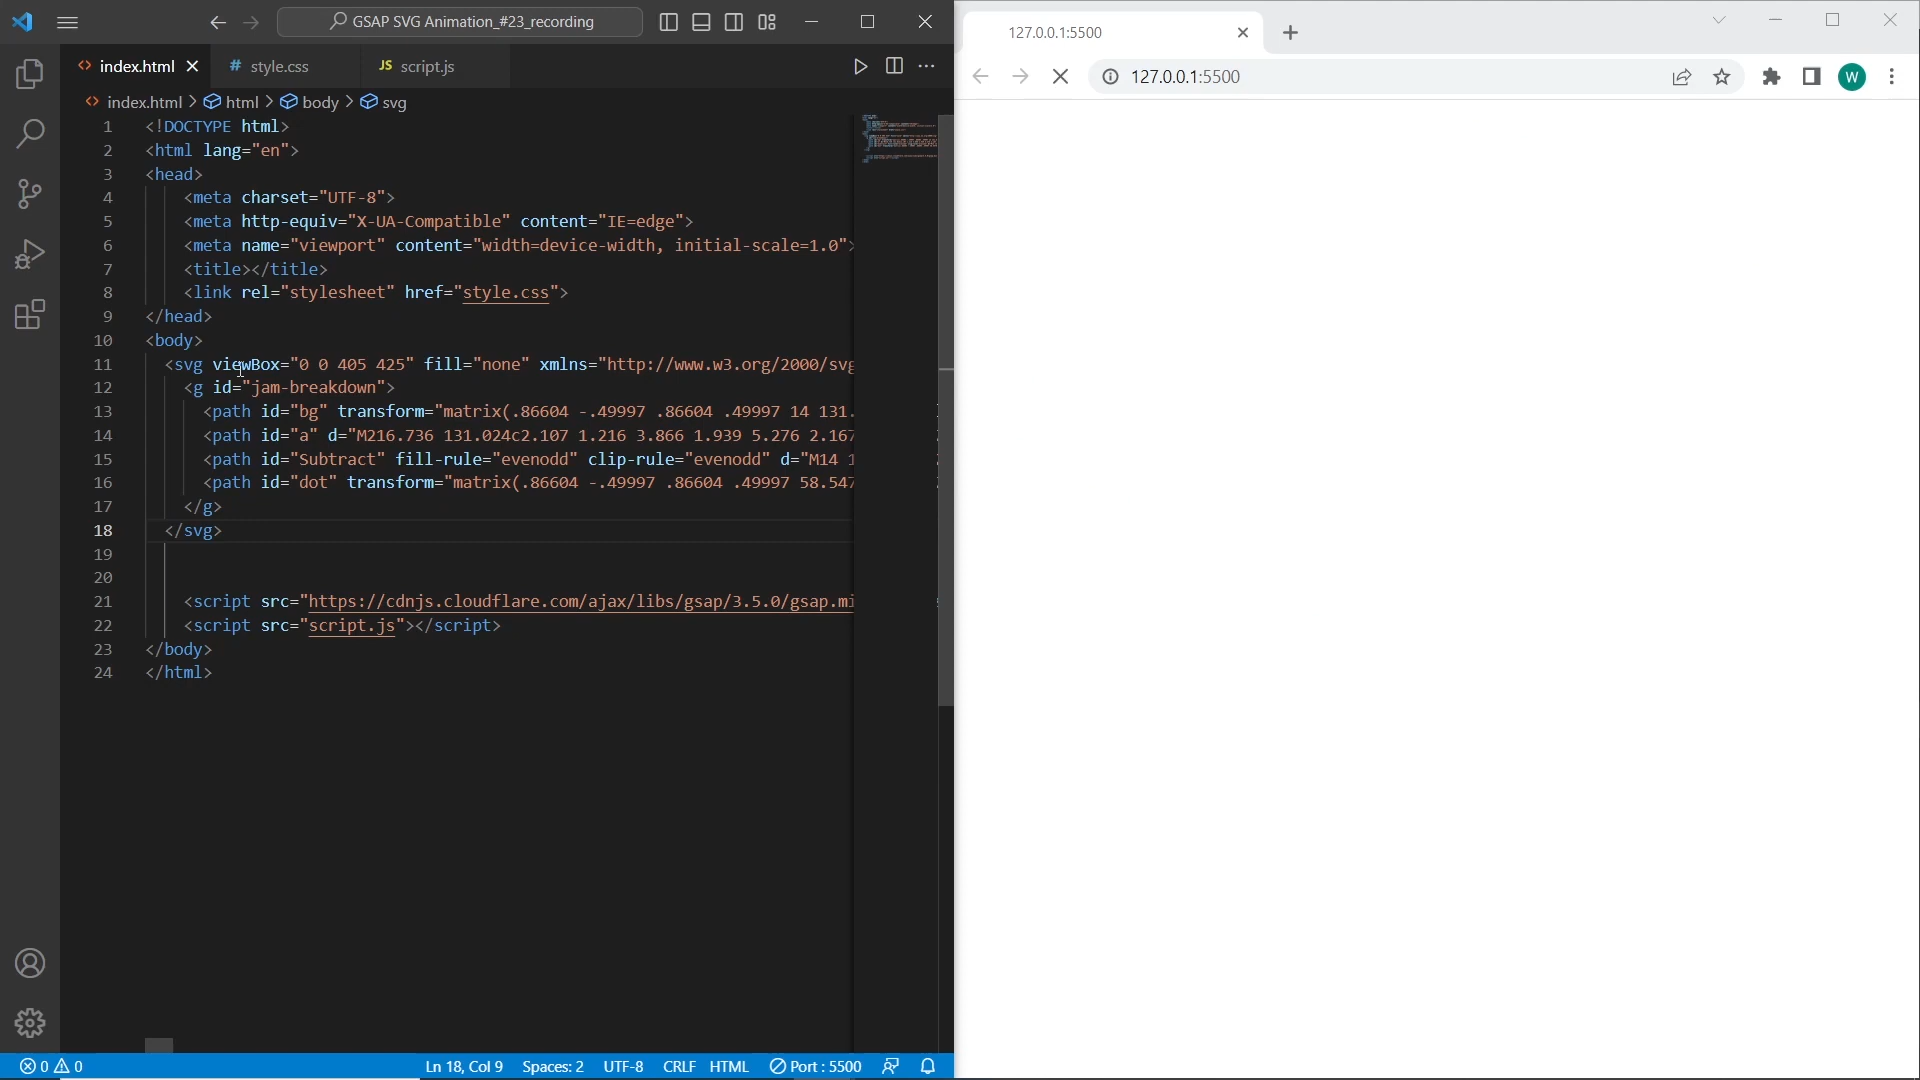 GSAP SVG Animation_#23_recording
index.html
# style.css
JS script.js
<> index.html > html > body > svg
1 <!DOCTYPE html>
2 <html lang="en">
3 <head>
4 <meta charset="UTF-8">
5 <meta http-equiv="X-UA-Compatible" content="IE=edge">
6 <meta name="viewport" content="width=device-width, initial-scale=1.0">
7 <title></title>
8 <link rel="stylesheet" href="style.css">
9 </head>
10 <body>
11 <svg viewBox="0 0 405 425" fill="none" xmlns="http://www.w3.org/2000/svg
12 <g id="jam-breakdown">
13 <path id="bg" transform="matrix(.86604 -.49997 .86604 .49997 14 131.
14 <path id="a" d="M216.736 131.024c2.107 1.216 3.866 1.939 5.276 2.167
15 <path id="Subtract" fill-rule="evenodd" clip-rule="evenodd" d="M14 1
16 <path id="dot" transform="matrix(.86604 -.49997 .86604 .49997 58.547
17 </g>
18 </svg>
19
20
21 <script src="https://cdnjs.cloudflare.com/ajax/libs/gsap/3.5.0/gsap.mi
22 <script src="script.js"></script>
23 </body>
24 </html>
0 0
Ln 18, Col 9 Spaces: 2 UTF-8 CRLF HTML Port : 5500
127.0.0.1:5500
127.0.0.1:5500
W